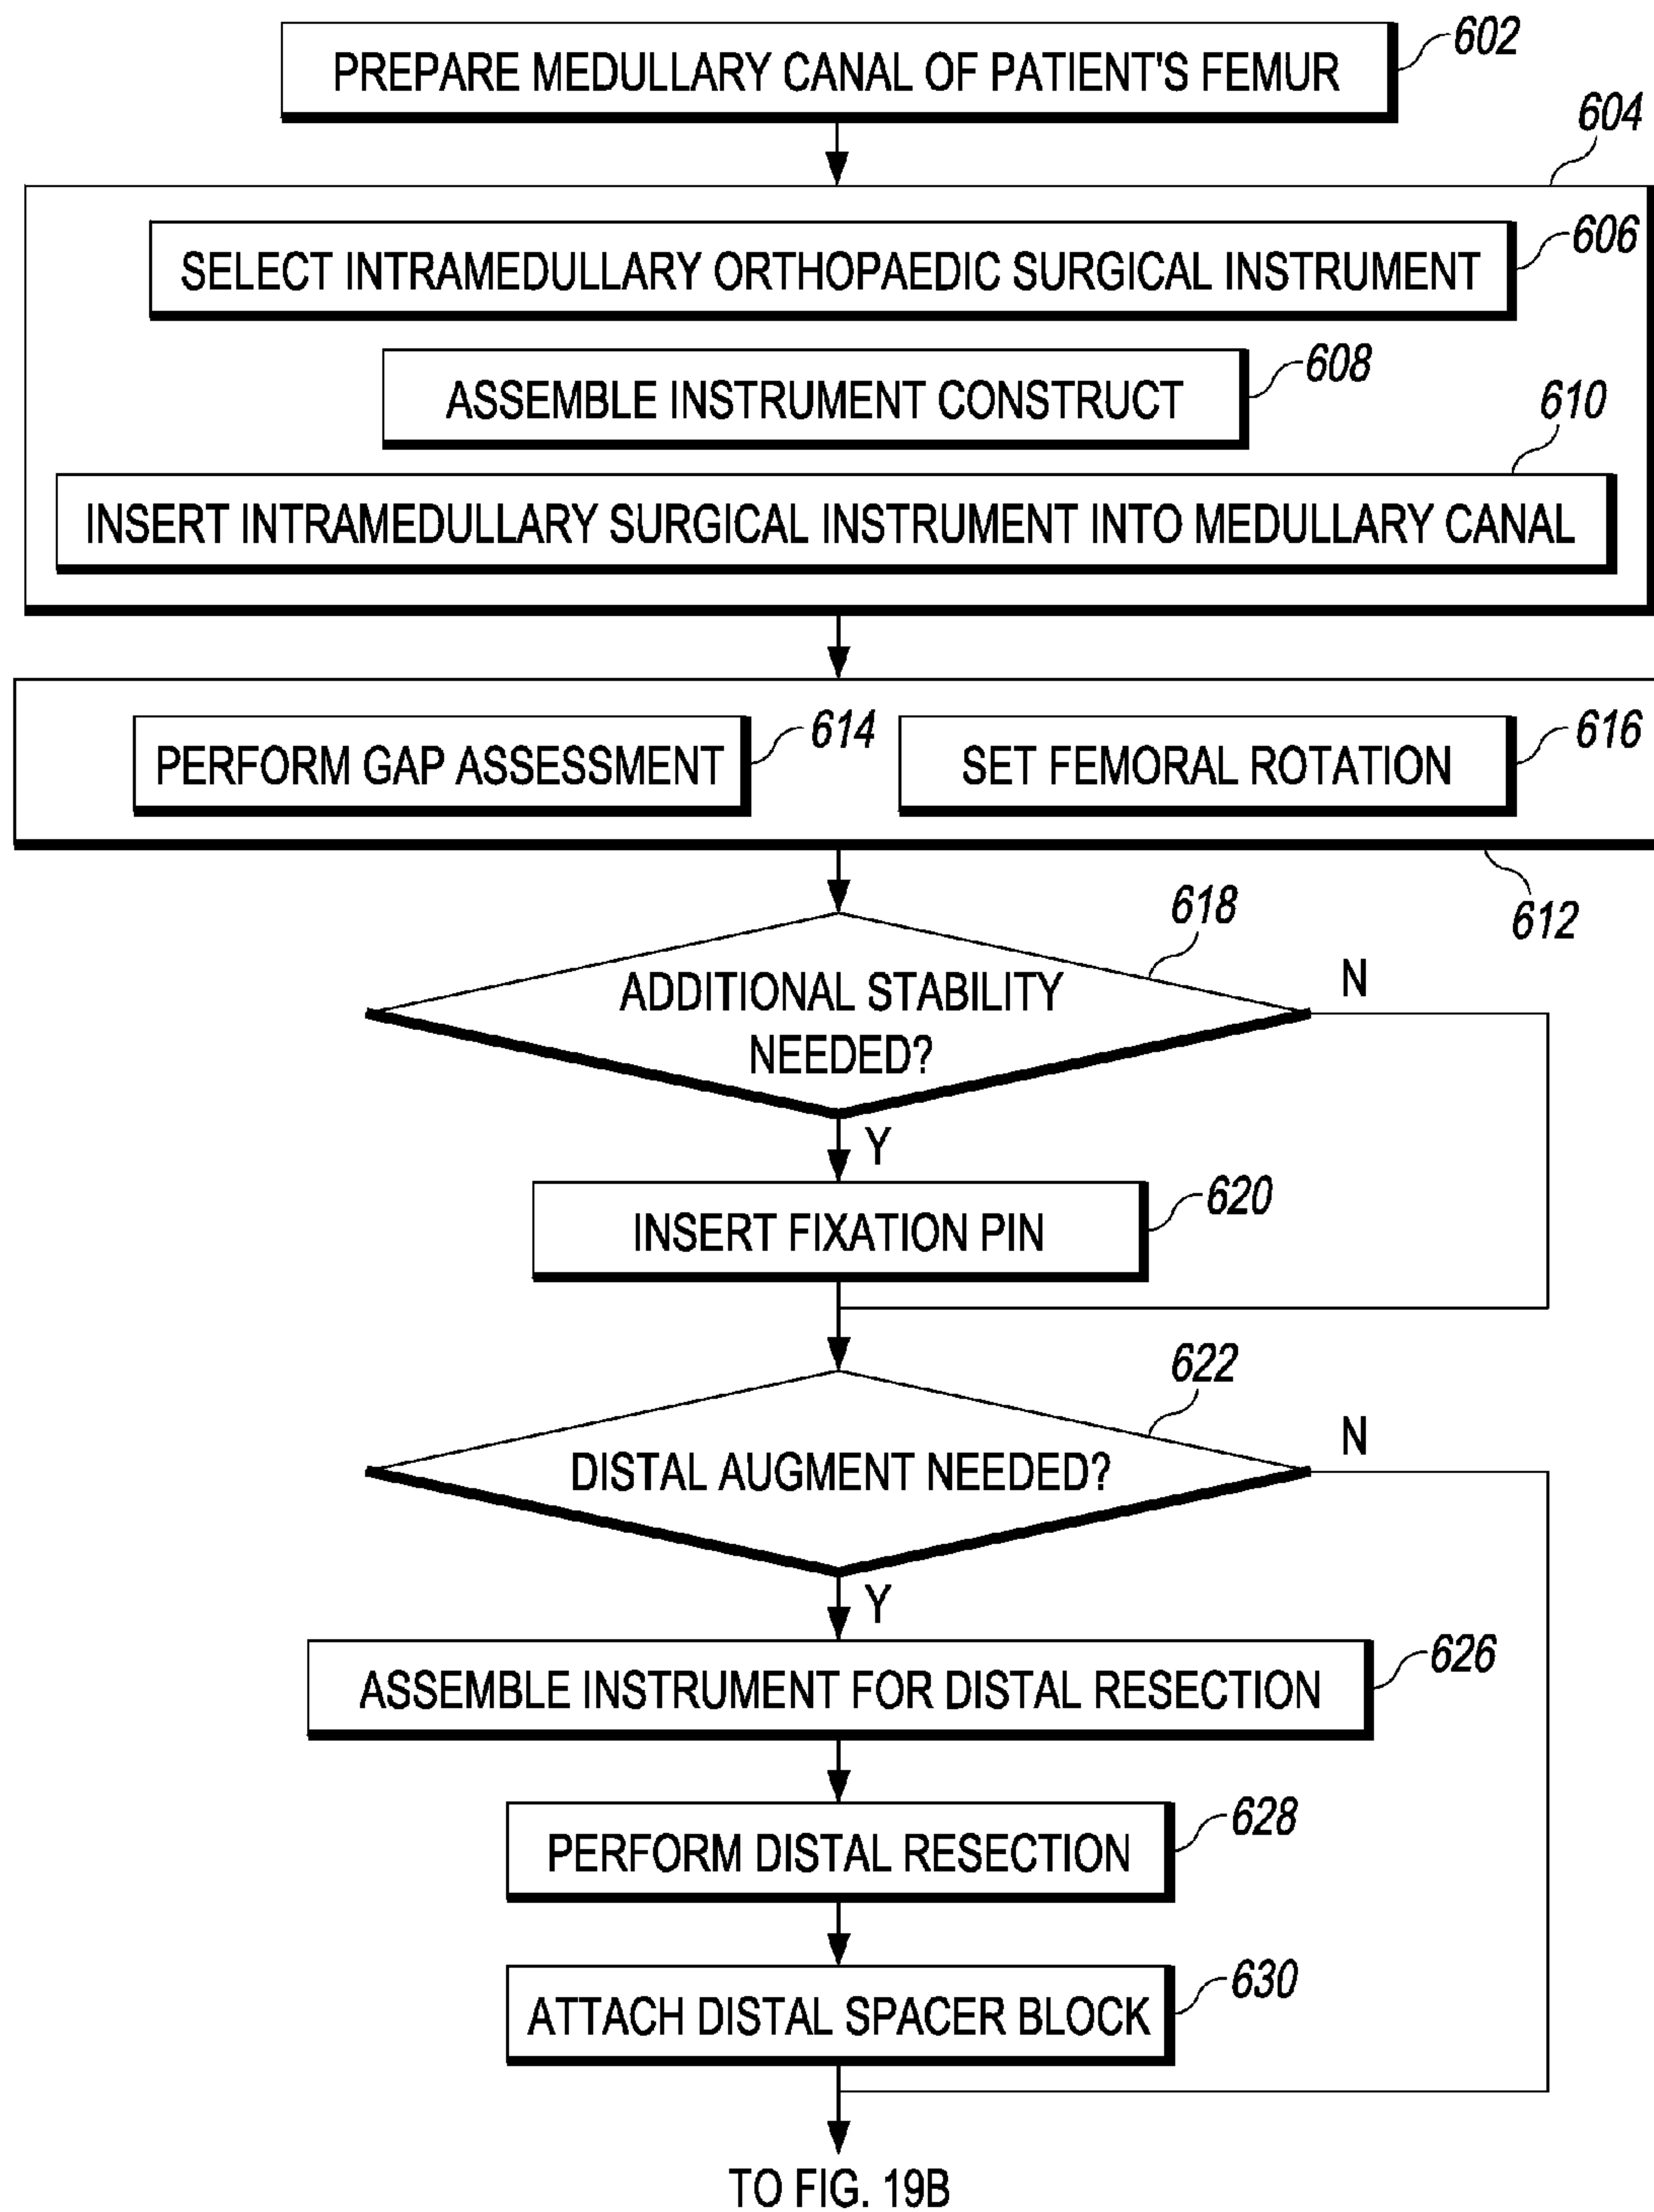 PREPARE MEDULLARY CANAL OF PATIENT'S FEMUR
602
604
SELECT INTRAMEDULLARY ORTHOPAEDIC SURGICAL INSTRUMENT
606
ASSEMBLE INSTRUMENT CONSTRUCT
608
610
INSERT INTRAMEDULLARY SURGICAL INSTRUMENT INTO MEDULLARY CANAL
PERFORM GAP ASSESSMENT
614
SET FEMORAL ROTATION
616
612
618
ADDITIONAL STABILITY
NEEDED?
N
Y
INSERT FIXATION PIN
620
622
DISTAL AUGMENT NEEDED?
N
Y
ASSEMBLE INSTRUMENT FOR DISTAL RESECTION
626
PERFORM DISTAL RESECTION
628
ATTACH DISTAL SPACER BLOCK
630
TO FIG. 19B